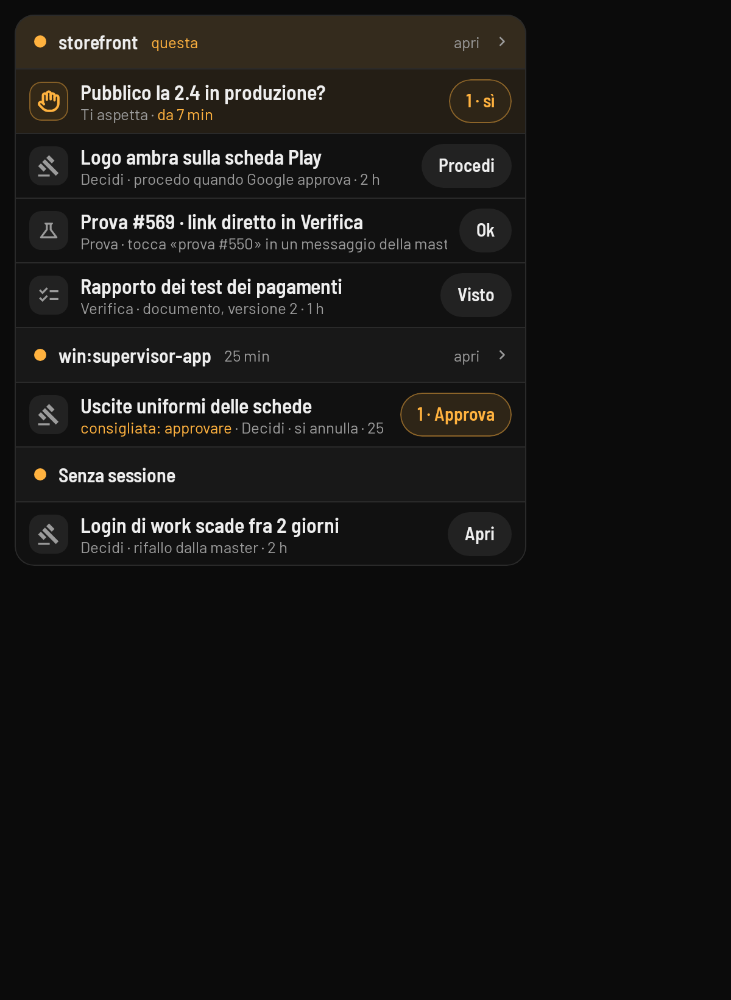 storefront questa apri
Pubblico la 2.4 in produzione?
Ti aspetta · da 7 min
1 · sì
Logo ambra sulla scheda Play
Decidi · procedo quando Google approva · 2 h
Procedi
Prova #569 · link diretto in Verifica
Prova · tocca «prova #550» in un messaggio della mast
Ok
Rapporto dei test dei pagamenti
Verifica · documento, versione 2 · 1 h
Visto
win:supervisor-app 25 min apri
Uscite uniformi delle schede
consigliata: approvare · Decidi · si annulla · 25
1 · Approva
Senza sessione
Login di work scade fra 2 giorni
Decidi · rifallo dalla master · 2 h
Apri